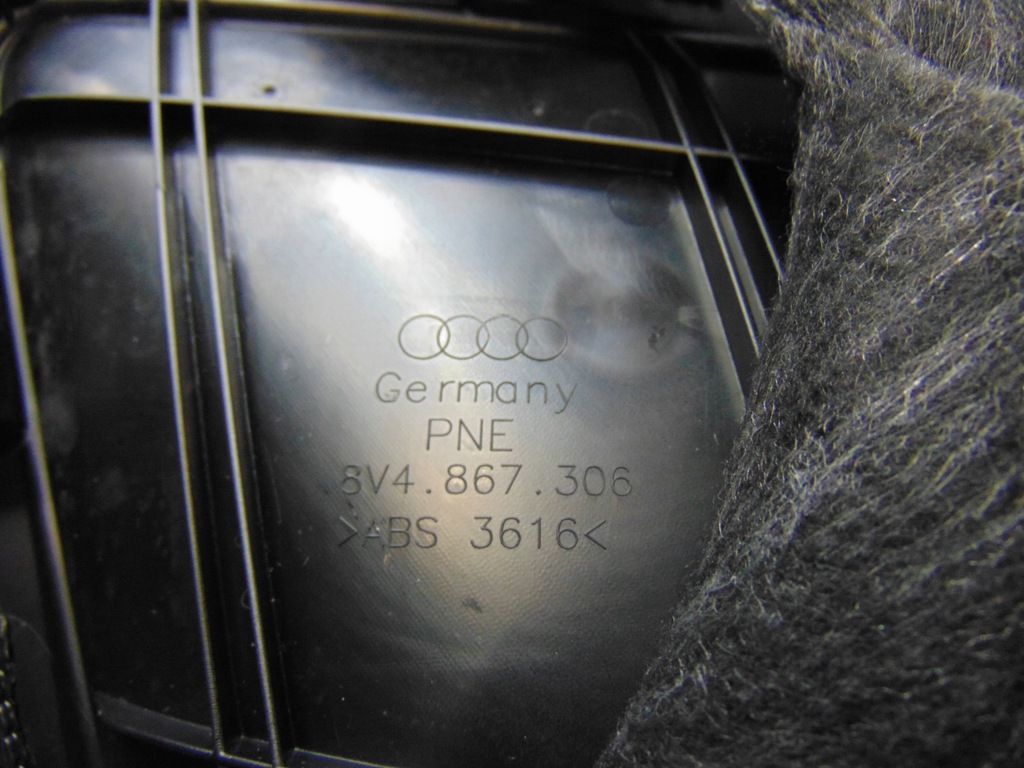 Germany
PNE
8V4.867.306
>ABS 3616<